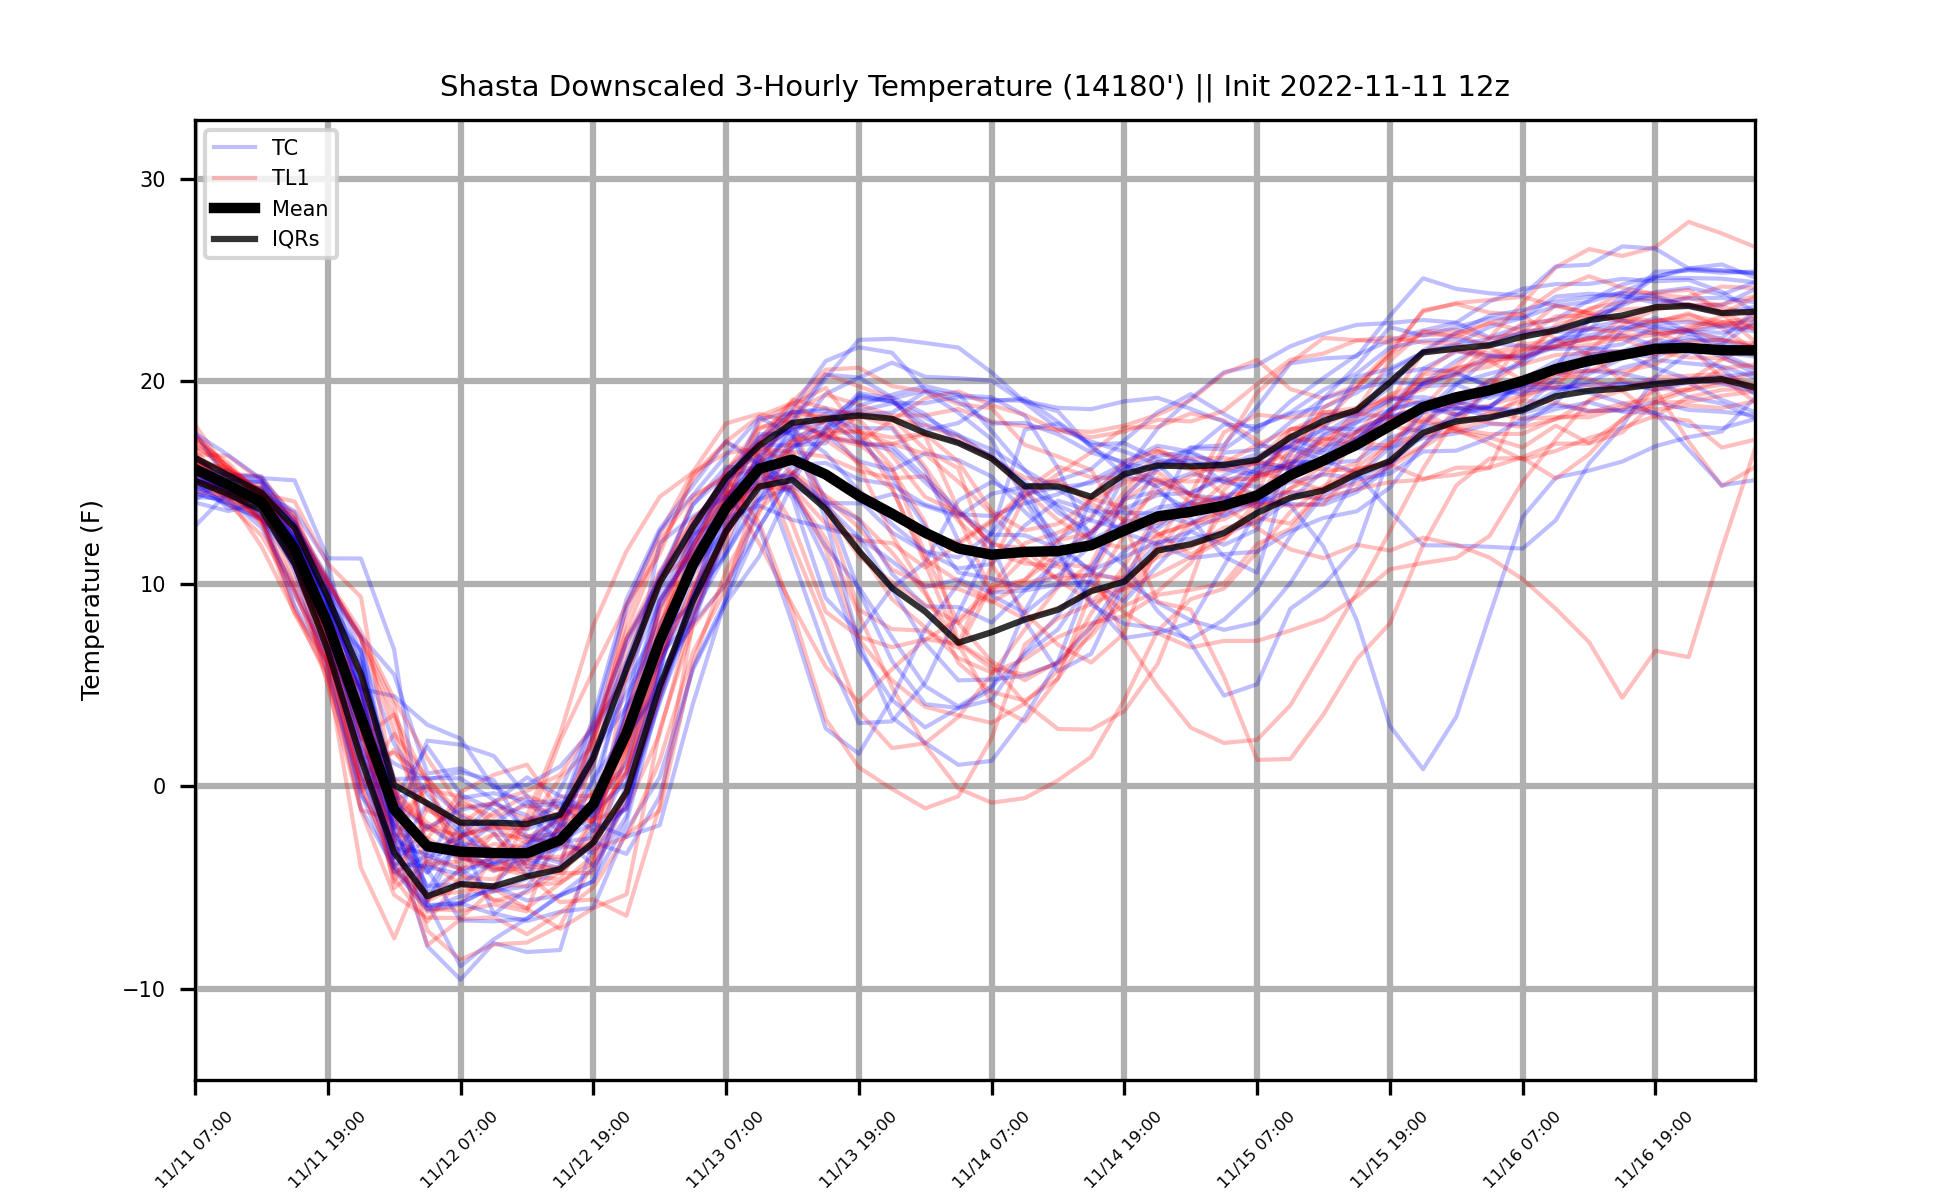 Shasta Downscaled 3-Hourly Temperature (14180') || Init 2022-11-11 12z
TC
TL1
Mean
IQRs
Temperature (F)
30
20
10
0
−10
11/11 07:00
11/11 19:00
11/12 07:00
11/12 19:00
11/13 07:00
11/13 19:00
11/14 07:00
11/14 19:00
11/15 07:00
11/15 19:00
11/16 07:00
11/16 19:00